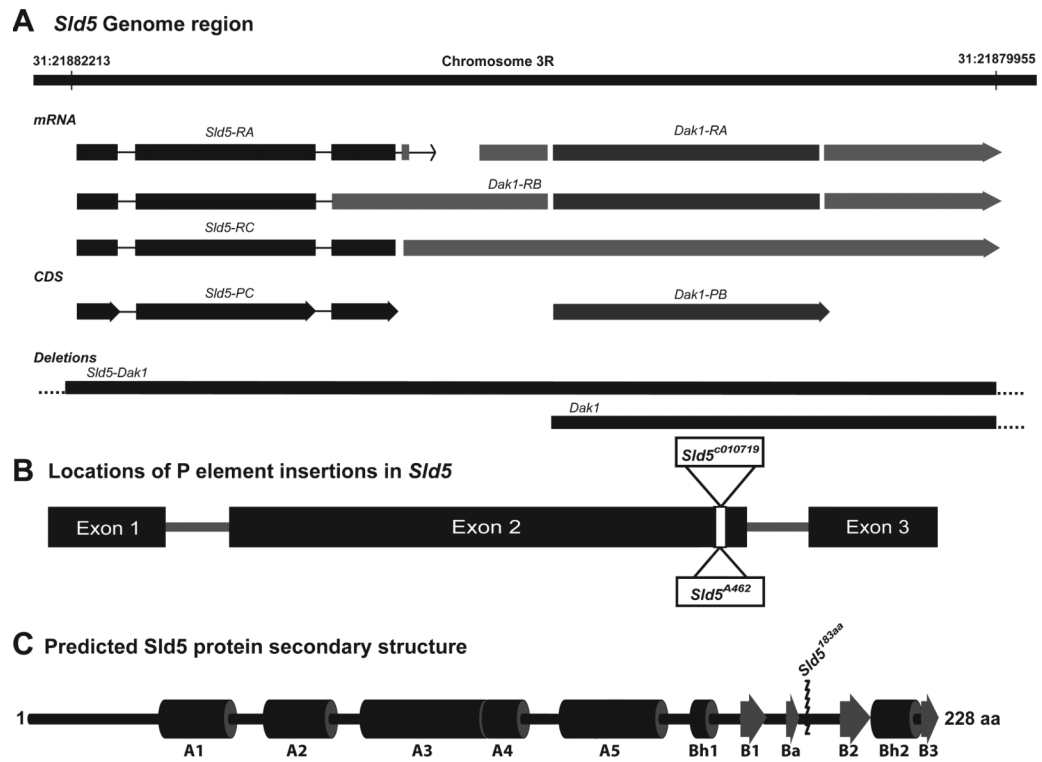 A Sld5 Genome region
31:21882213 Chromosome 3R 31:21879955
mRNA
Sld5-RA Dak1-RA
Dak1-RB
Sld5-RC
CDS
Sld5-PC Dak1-PB
Deletions
Sld5-Dak1
Dak1
B Locations of P element insertions in Sld5
Sld5c010719
Exon 1 Exon 2 Exon 3
Sld5A462
C Predicted Sld5 protein secondary structure
Sld5183aa
1 228 aa
A1 A2 A3 A4 A5 Bh1 B1 Ba B2 Bh2 B3